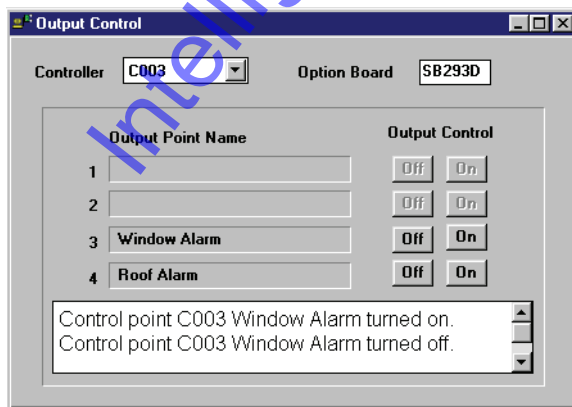 Output Control
Controller C003 Option Board SB293D
Output Point Name Output Control
1 Off On
2 Off On
3 Window Alarm Off On
4 Roof Alarm Off On
Control point C003 Window Alarm turned on.
Control point C003 Window Alarm turned off.